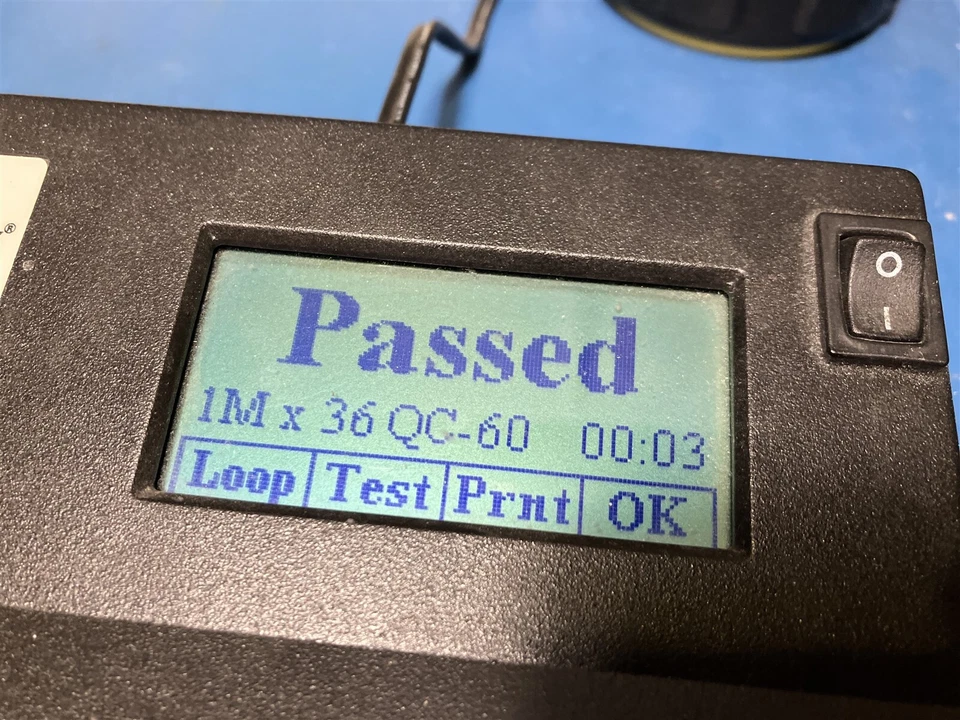 Passed
1M x 36 QC-60 00:03
Loop Test Prnt OK